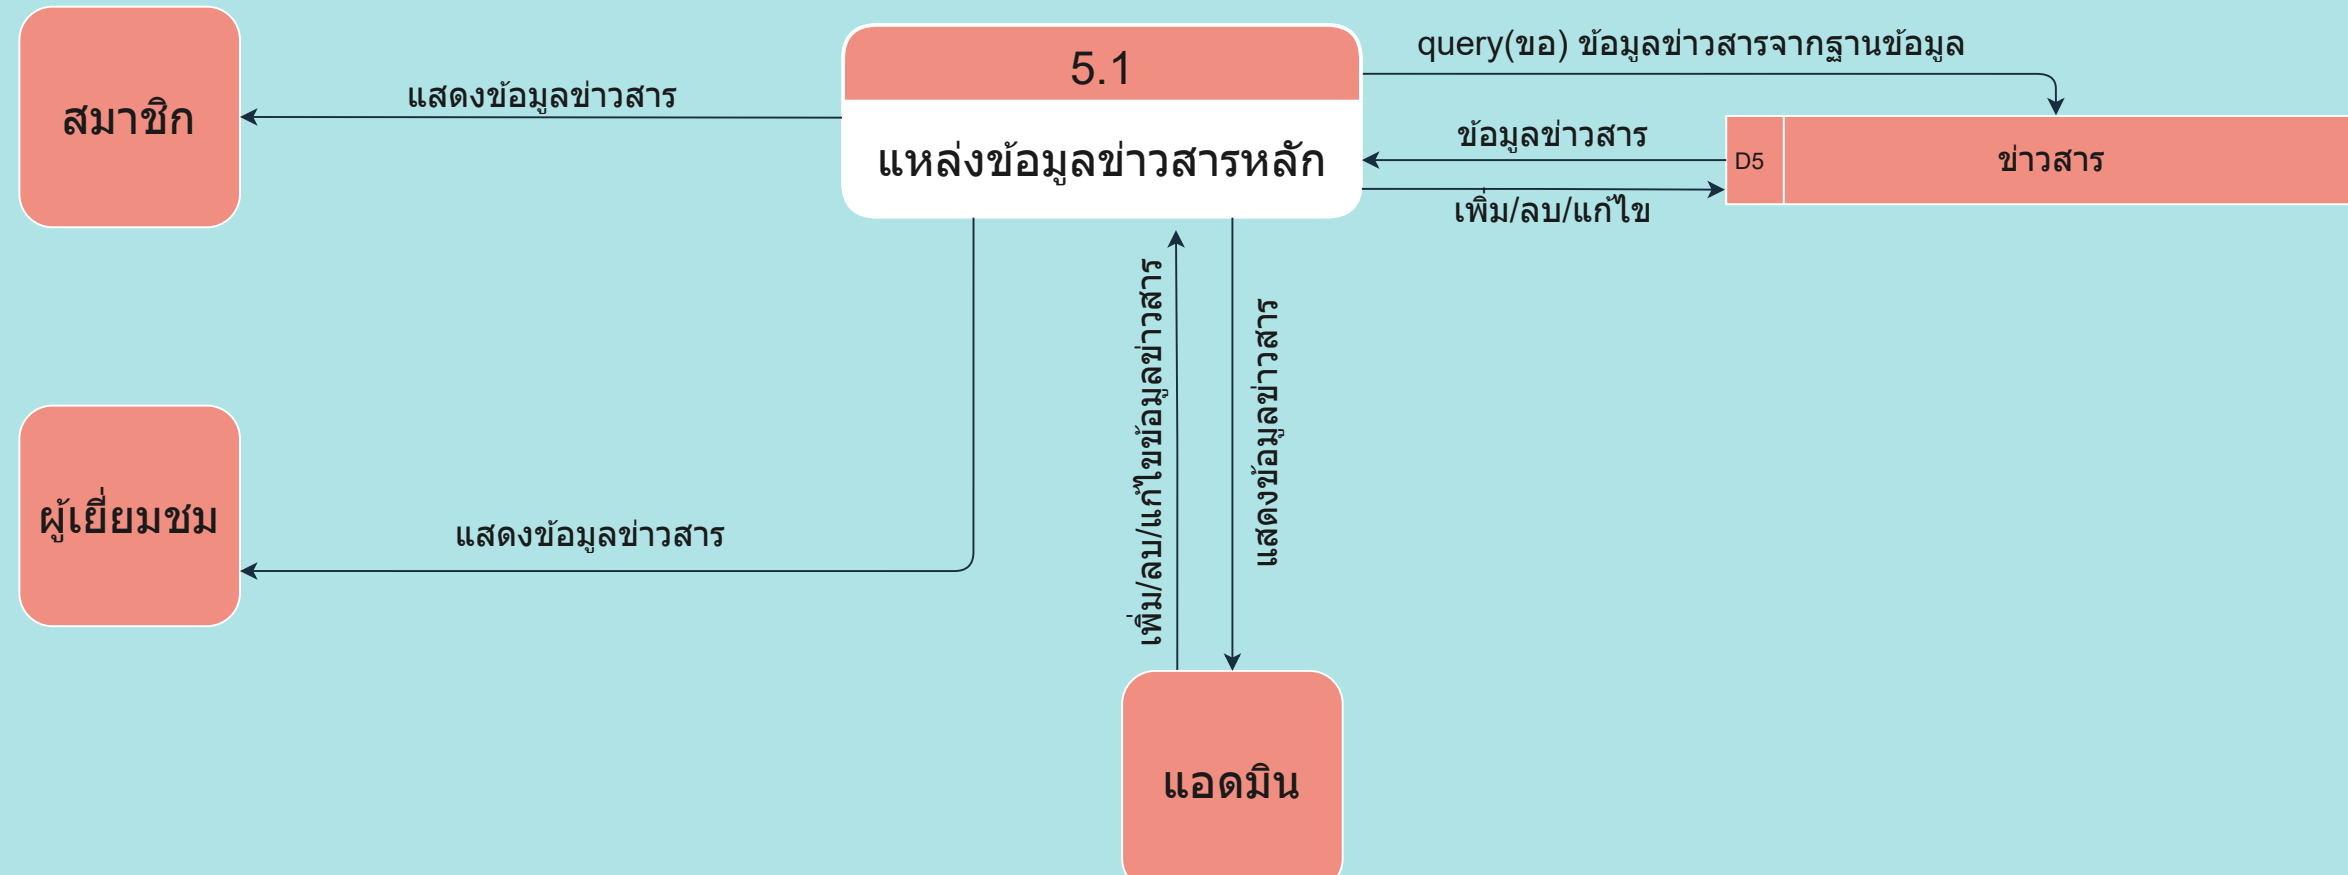 สมาชิก
แสดงข้อมูลข่าวสาร
5.1
แหล่งข้อมูลข่าวสารหลัก
query(ขอ) ข้อมูลข่าวสารจากฐานข้อมูล
ข้อมูลข่าวสาร
D5
ข่าวสาร
เพิ่ม/ลบ/แก้ไข
เพิ่ม/ลบ/แก้ไขข้อมูลข่าวสาร
แสดงข้อมูลข่าวสาร
ผู้เยี่ยมชม
แสดงข้อมูลข่าวสาร
แอดมิน